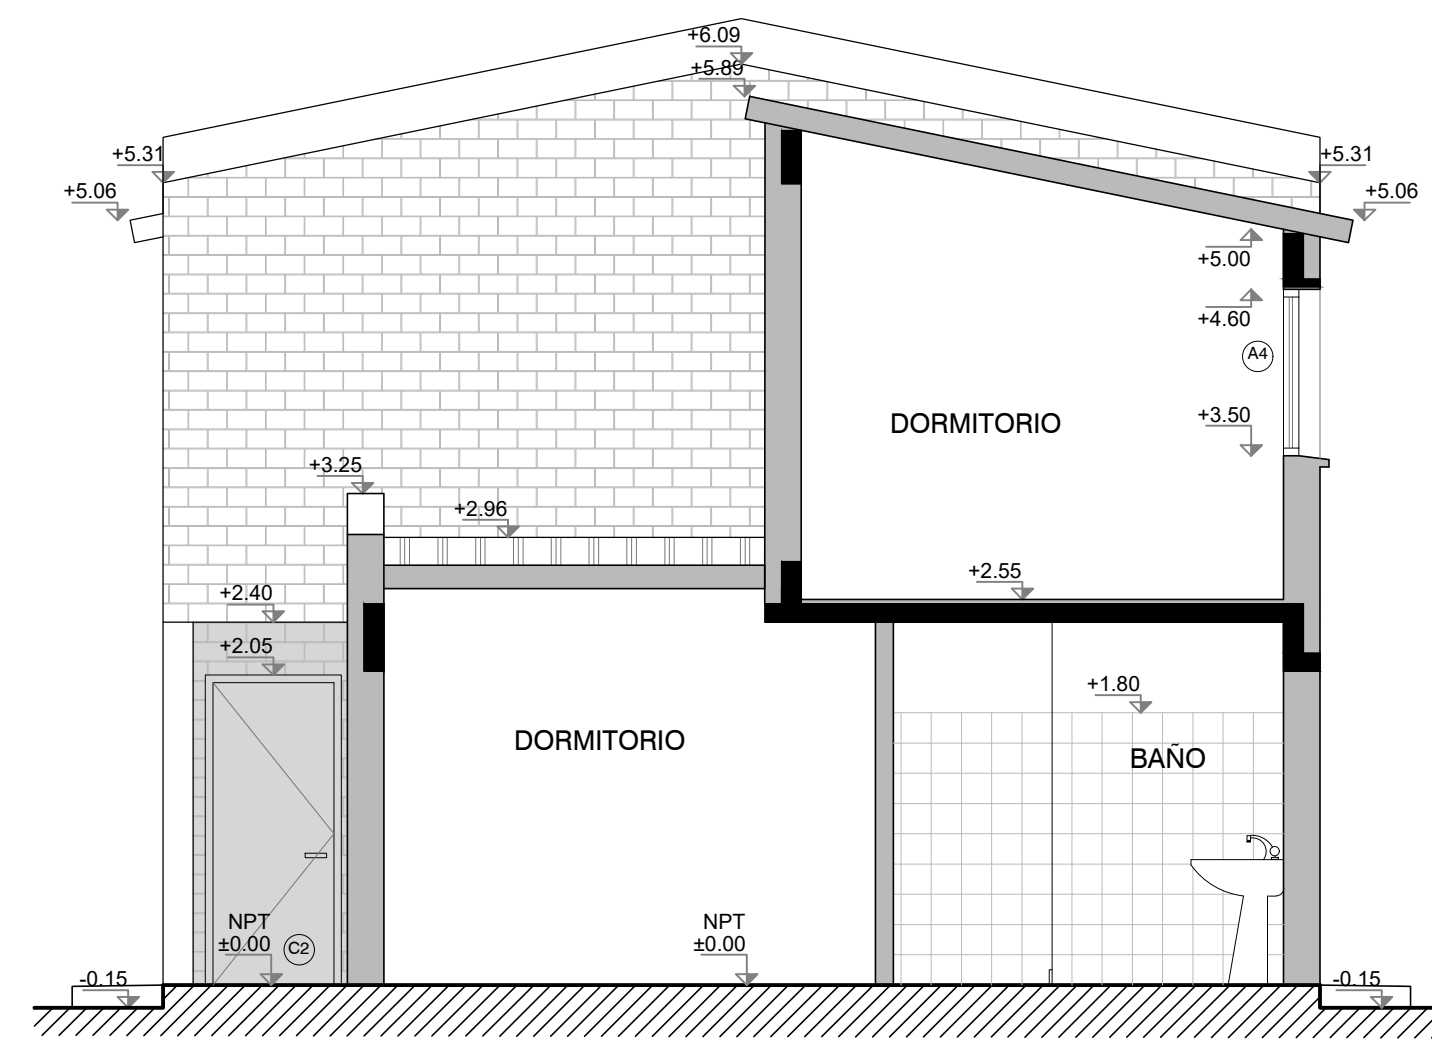 +6.09
+5.89
+5.31
+5.31
+5.06
+5.06
+5.00
+4.60
A4
+3.50
DORMITORIO
+3.25
+2.96
+2.55
+2.40
+2.05
+1.80
DORMITORIO
BAÑO
NPT
±0.00
C2
NPT
±0.00
-0.15
-0.15